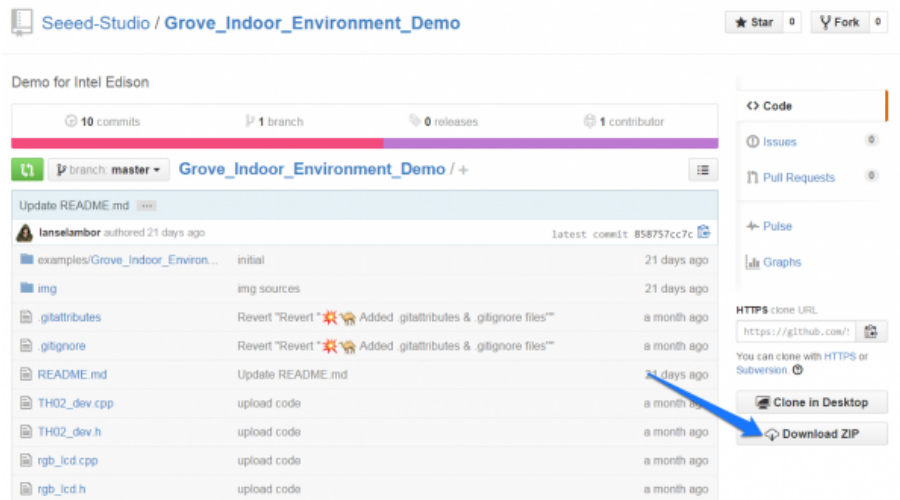 Seeed-Studio / Grove_Indoor_Environment_Demo
Star 0
Fork 0
Demo for Intel Edison
10 commits
1 branch
0 releases
1 contributor
branch: master
Grove_Indoor_Environment_Demo / +
Update README.md ...
lanselambor authored 21 days ago
latest commit 858757cc7c
examples/Grove_Indoor_Environ... initial 21 days ago
img img sources 21 days ago
.gitattributes Revert "Revert "💥🐫 Added .gitattributes & .gitignore files"" a month ago
.gitignore Revert "Revert "💥🐫 Added .gitattributes & .gitignore files"" a month ago
README.md Update README.md 21 days ago
TH02_dev.cpp upload code a month ago
TH02_dev.h upload code a month ago
rgb_lcd.cpp upload code a month ago
rgb_lcd.h upload code a month ago
<> Code
Issues 0
Pull Requests 0
Pulse
Graphs
HTTPS clone URL
https://github.com/
You can clone with HTTPS or
Subversion.
Clone in Desktop
Download ZIP